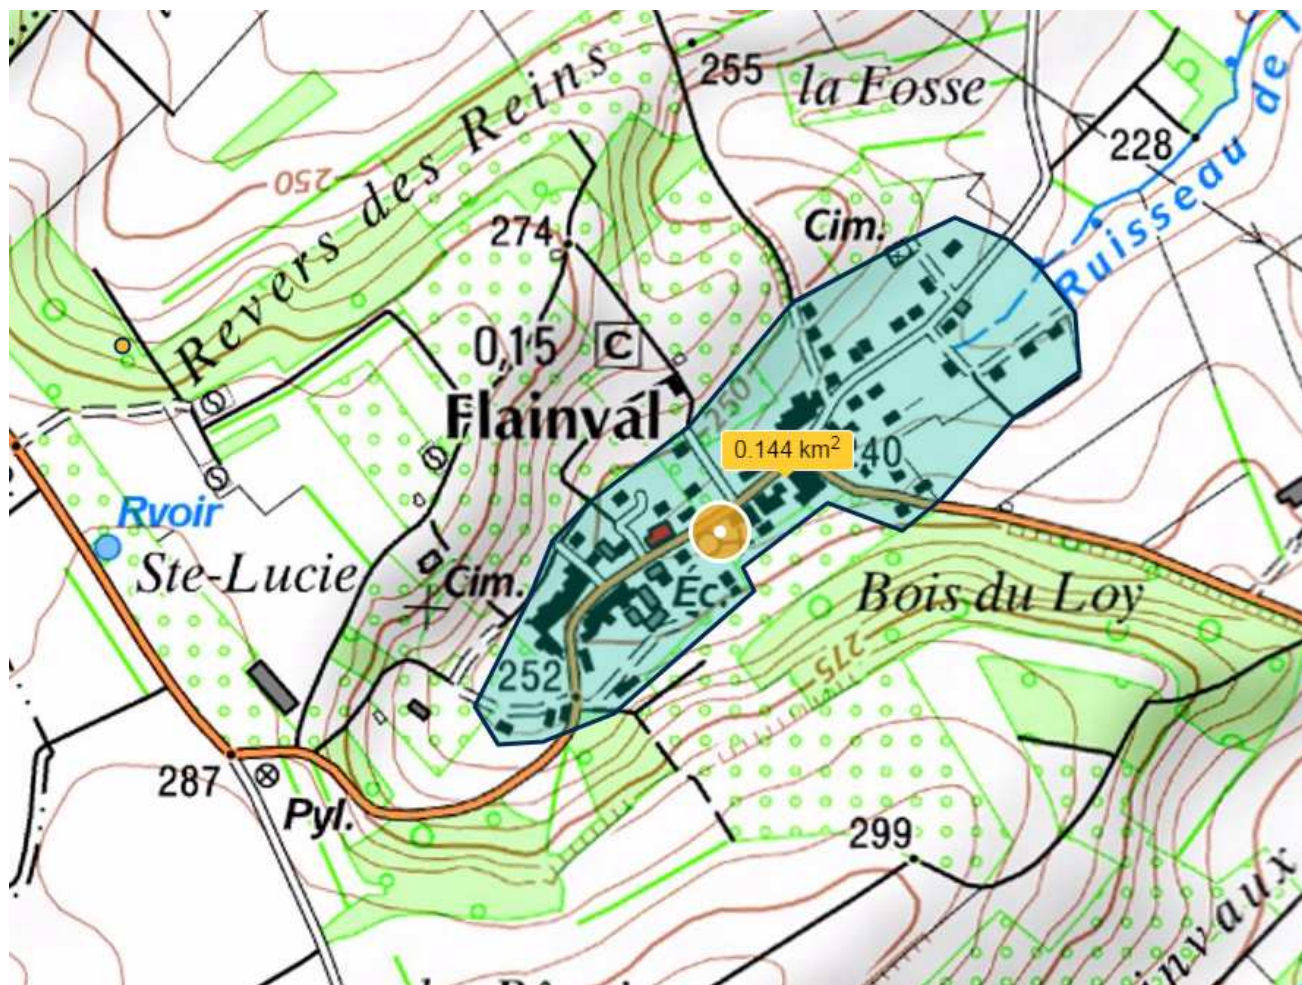 255
la Fosse
228
Ruisseau de
250
Revers des Reins
274
Cim.
0,15
C
Flainval
250
0.144 km²
40
Rvoir
Ste-Lucie
Cim.
Éc.
Bois du Loy
252
275
287
Pyl.
299